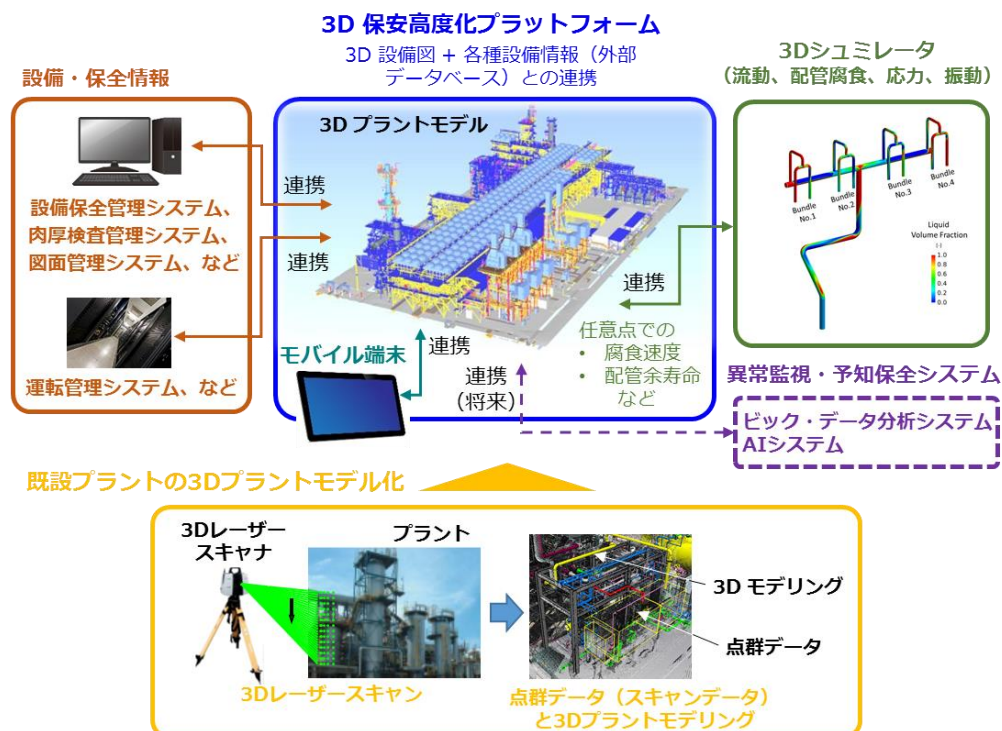 3D 保安高度化プラットフォーム
3D 設備図 + 各種設備情報（外部
データベース）との連携
設備・保全情報
設備保全管理システム、
肉厚検査管理システム、
図面管理システム、など
運転管理システム、など
3D プラントモデル
連携
連携
連携
モバイル端末
連携
(将来)
連携
任意点での
• 腐食速度
• 配管余寿命
など
3Dシュミレータ
（流動、配管腐食、応力、振動）
Bundle
No.1
Bundle
No.2
Bundle
No.3
Bundle
No.4
Liquid
Volume Fraction
[-]
1.0
0.8
0.6
0.4
0.2
0.0
異常監視・予知保全システム
ビック・データ分析システム
AIシステム
既設プラントの3Dプラントモデル化
3Dレーザー
スキャナ
プラント
3Dレーザースキャン
3D モデリング
点群データ
点群データ（スキャンデータ）
と3Dプラントモデリング